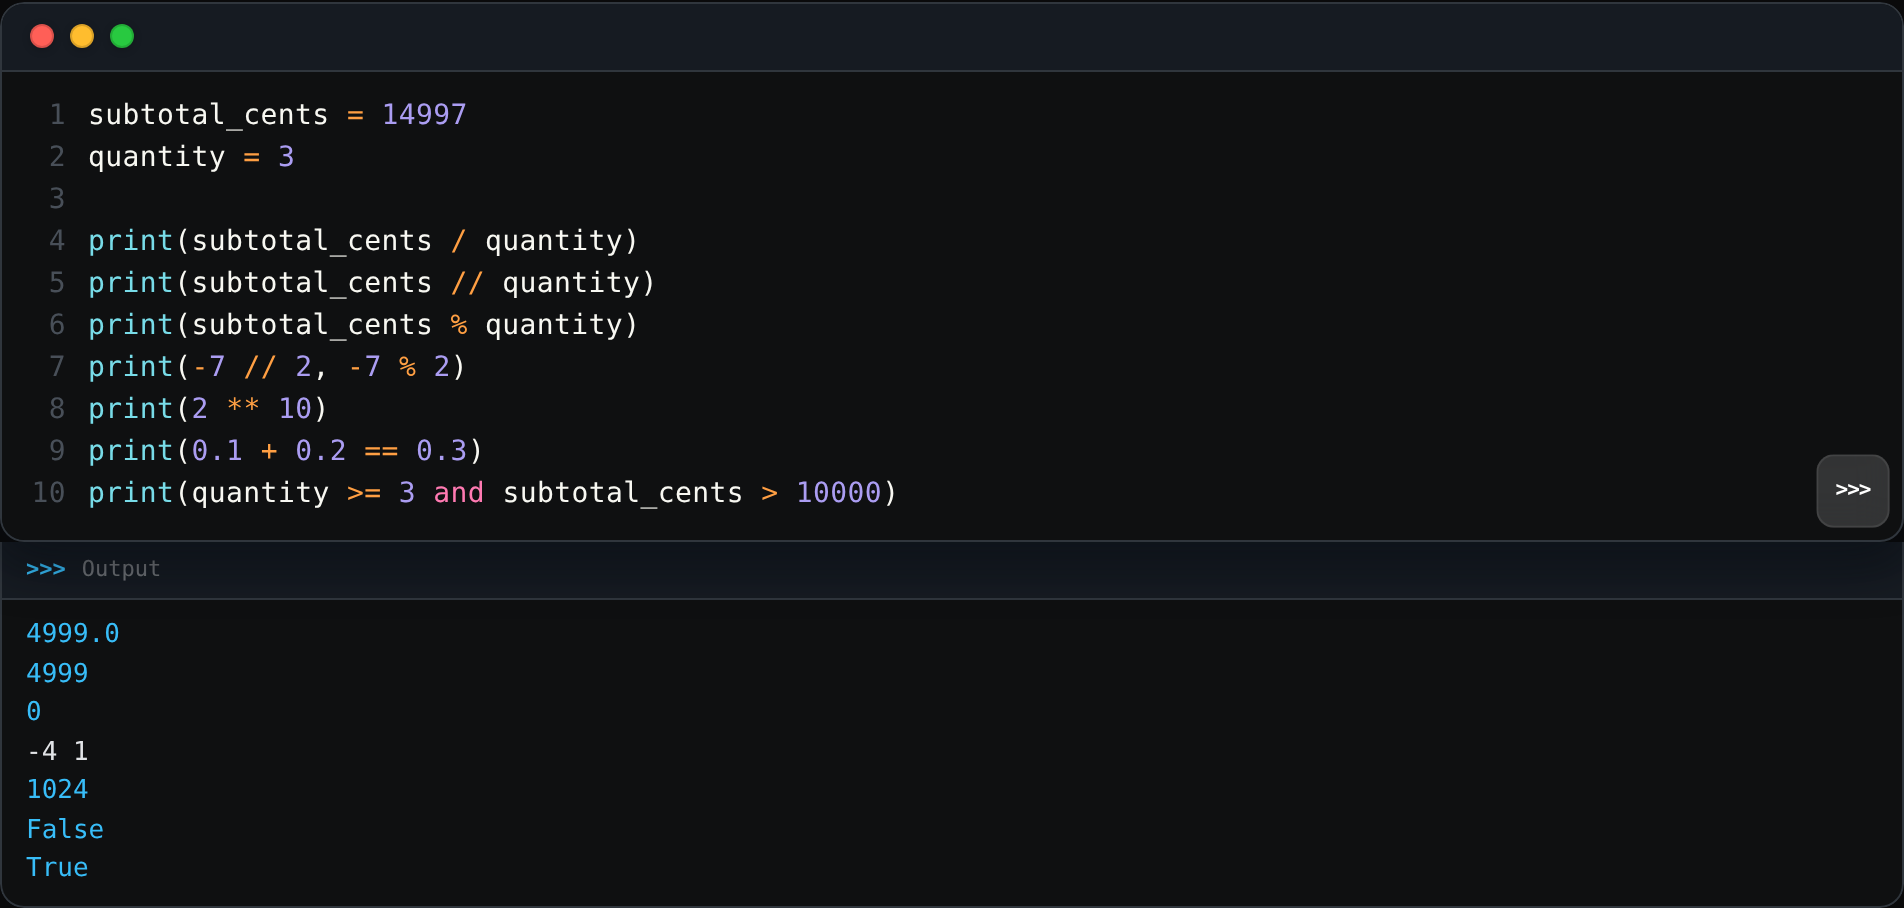 1 subtotal_cents = 14997
2 quantity = 3
3
4 print(subtotal_cents / quantity)
5 print(subtotal_cents // quantity)
6 print(subtotal_cents % quantity)
7 print(-7 // 2, -7 % 2)
8 print(2 ** 10)
9 print(0.1 + 0.2 == 0.3)
10 print(quantity >= 3 and subtotal_cents > 10000)
>>>
>>> Output
4999.0
4999
0
-4 1
1024
False
True